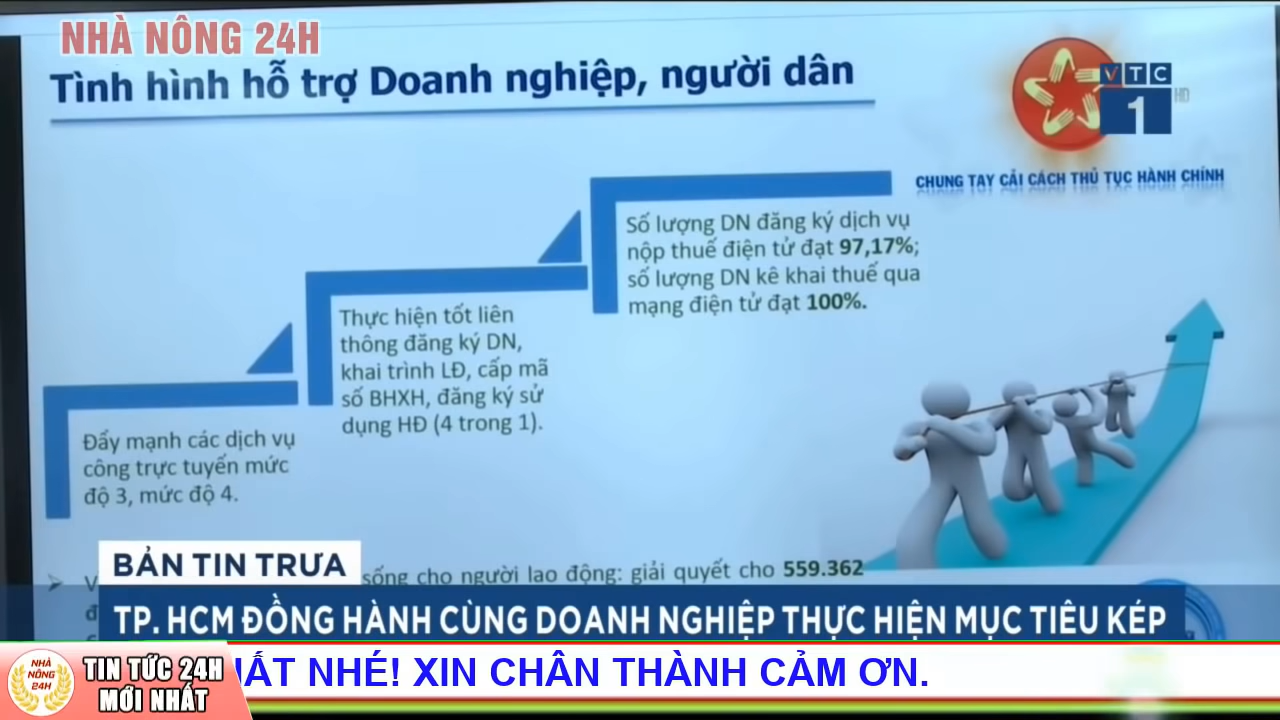 NHÀ NÔNG 24H
Tình hình hỗ trợ Doanh nghiệp, người dân
VTC
1
HD
CHUNG TAY CẢI CÁCH THỦ TỤC HÀNH CHÍNH
Số lượng DN đăng ký dịch vụ
nộp thuế điện tử đạt 97,17%;
số lượng DN kê khai thuế qua
mạng điện tử đạt 100%.
Thực hiện tốt liên
thông đăng ký DN,
khai trình LĐ, cấp mã
số BHXH, đăng ký sử
dụng HĐ (4 trong 1).
Đẩy mạnh các dịch vụ
công trực tuyến mức
độ 3, mức độ 4.
BẢN TIN TRƯA
sống cho người lao động: giải quyết cho 559.362
TP. HCM ĐỒNG HÀNH CÙNG DOANH NGHIỆP THỰC HIỆN MỤC TIÊU KÉP
NHÀ
NÔNG
24H
TIN TỨC 24H
MỚI NHẤT
NHÉ! XIN CHÂN THÀNH CẢM ƠN.